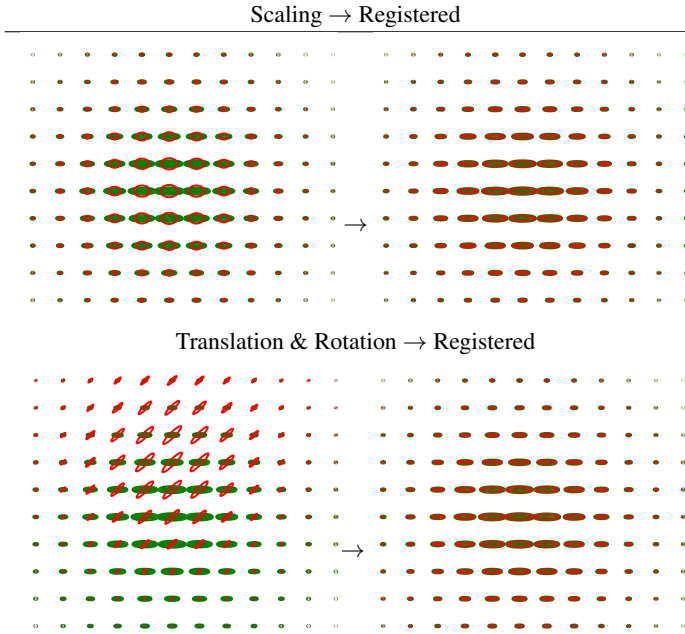 Scaling → Registered
→
Translation & Rotation → Registered
→